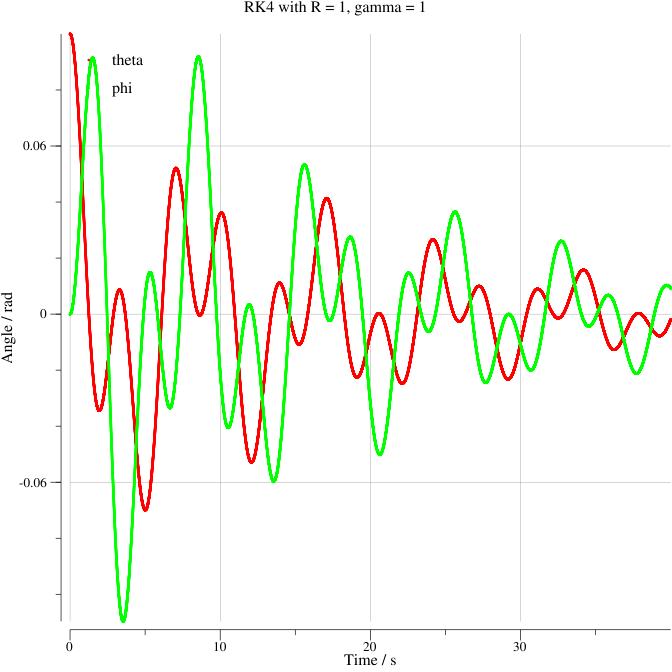 RK4 with R = 1, gamma = 1
theta
phi
0.06
0
-0.06
Angle / rad
0 10 20 30
Time / s